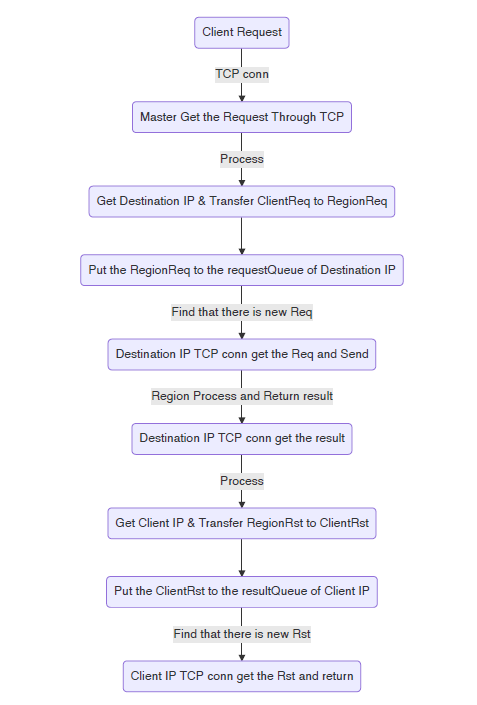 Client Request
TCP conn
Master Get the Request Through TCP
Process
Get Destination IP & Transfer ClientReq to RegionReq
Put the RegionReq to the requestQueue of Destination IP
Find that there is new Req
Destination IP TCP conn get the Req and Send
Region Process and Return result
Destination IP TCP conn get the result
Process
Get Client IP & Transfer RegionRst to ClientRst
Put the ClientRst to the resultQueue of Client IP
Find that there is new Rst
Client IP TCP conn get the Rst and return